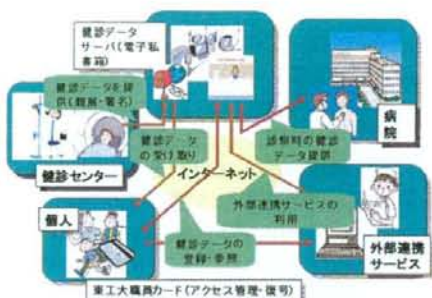 健診データ
サーバ(電子私
書箱)
健診データを提
供(暗号・署名)
健診センター
健診データ
の受け取り
インターネット
診察時の健診
データ提供
病
院
個人
外部連携サービスの
利用
健診データの
登録・参照
外部連携
サービス
東工大職員カード(アクセス管理・復号)